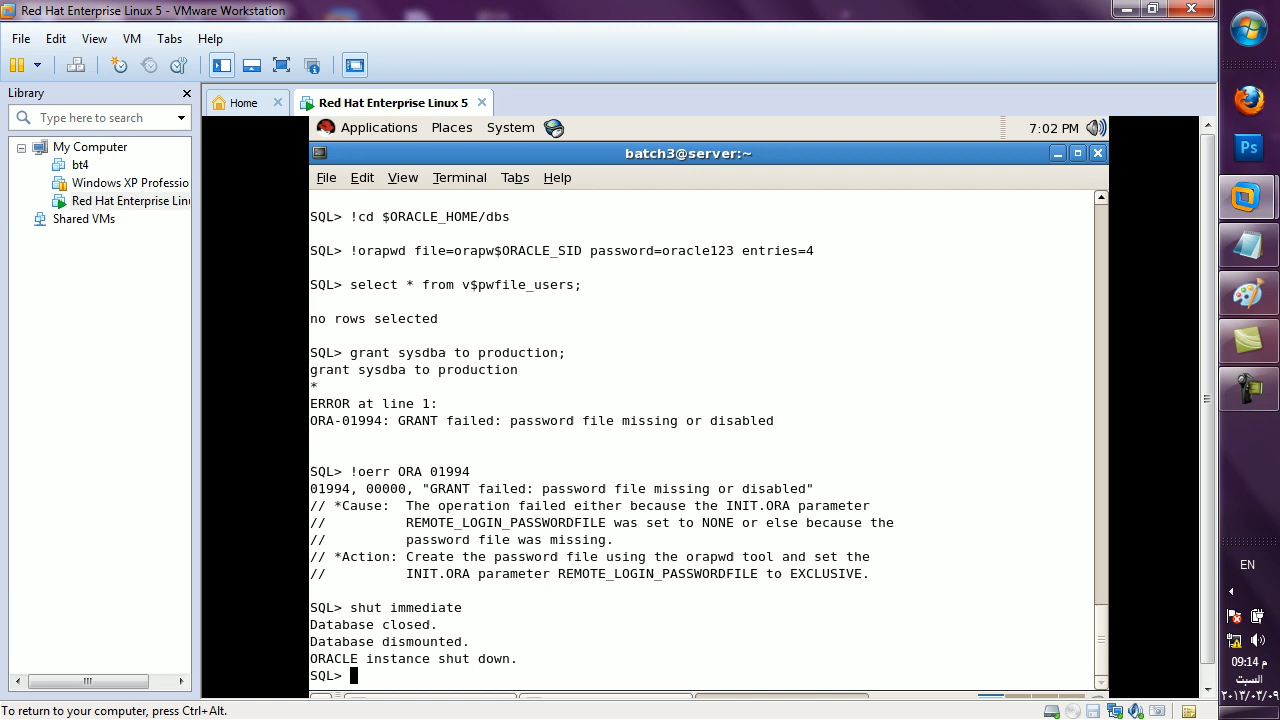 Red Hat Enterprise Linux 5 - VMware Workstation
File Edit View VM Tabs Help
Library
Type here to search
My Computer
bt4
Windows XP Professio
Red Hat Enterprise Linu
Shared VMs
Home
Red Hat Enterprise Linux 5
Applications Places System
7:02 PM
batch3@server:~
File Edit View Terminal Tabs Help
SQL> !cd $ORACLE_HOME/dbs
SQL> !orapwd file=orapw$ORACLE_SID password=oracle123 entries=4
SQL> select * from v$pwfile_users;
no rows selected
SQL> grant sysdba to production;
grant sysdba to production
*
ERROR at line 1:
ORA-01994: GRANT failed: password file missing or disabled
SQL> !oerr ORA 01994
01994, 00000, "GRANT failed: password file missing or disabled"
// *Cause:  The operation failed either because the INIT.ORA parameter
//          REMOTE_LOGIN_PASSWORDFILE was set to NONE or else because the
//          password file was missing.
// *Action: Create the password file using the orapwd tool and set the
//          INIT.ORA parameter REMOTE_LOGIN_PASSWORDFILE to EXCLUSIVE.
SQL> shut immediate
Database closed.
Database dismounted.
ORACLE instance shut down.
SQL>
To return to your computer, press Ctrl+Alt.
Ps
EN
09:14 م
السبت
٢٠١٣/٠٣/٠٩